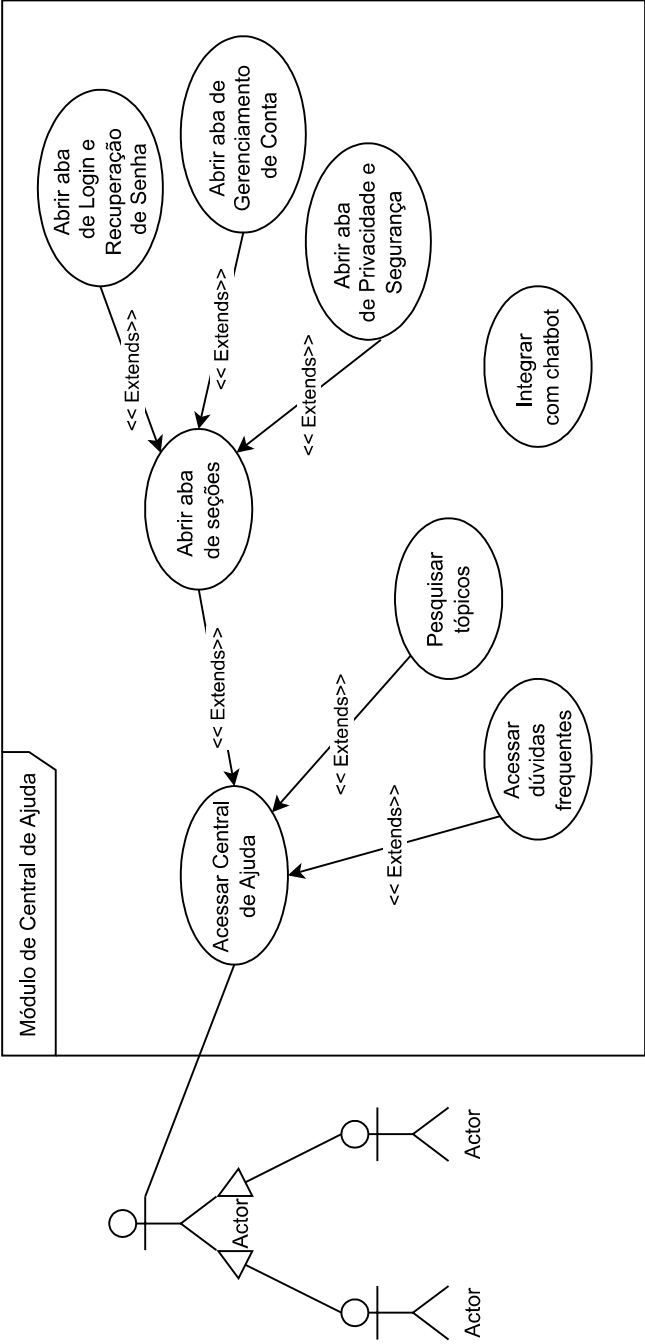 Módulo de Central de Ajuda
Abrir aba
de Login e
Recuperação
de Senha
Abrir aba de
Gerenciamento
de Conta
Abrir aba
de Privacidade e
Segurança
<< Extends>>
<< Extends>>
<< Extends>>
Abrir aba
de seções
<< Extends>>
Acessar Central
de Ajuda
<< Extends>>
Pesquisar
tópicos
<< Extends>>
Acessar
dúvidas
frequentes
Integrar
com chatbot
Actor
Actor
Actor